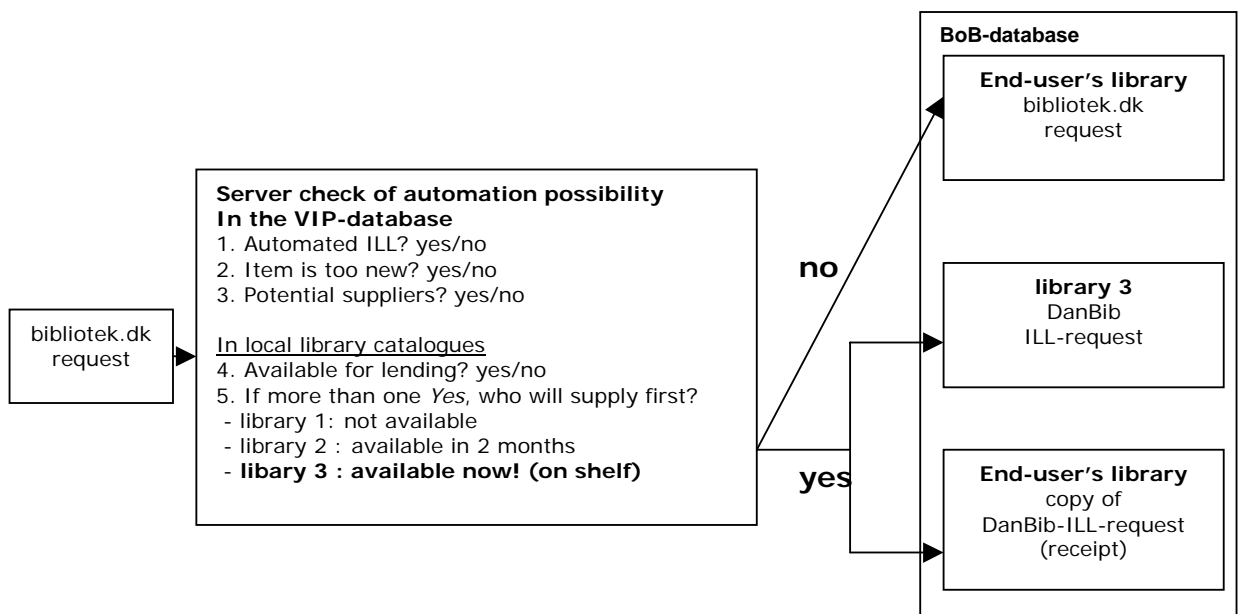 bibliotek.dk
request
Server check of automation possibility
In the VIP-database
1. Automated ILL? yes/no
2. Item is too new? yes/no
3. Potential suppliers? yes/no
In local library catalogues
4. Available for lending? yes/no
5. If more than one Yes, who will supply first?
- library 1: not available
- library 2 : available in 2 months
- libary 3 : available now! (on shelf)
no
yes
BoB-database
End-user's library
bibliotek.dk
request
library 3
DanBib
ILL-request
End-user's library
copy of
DanBib-ILL-request
(receipt)